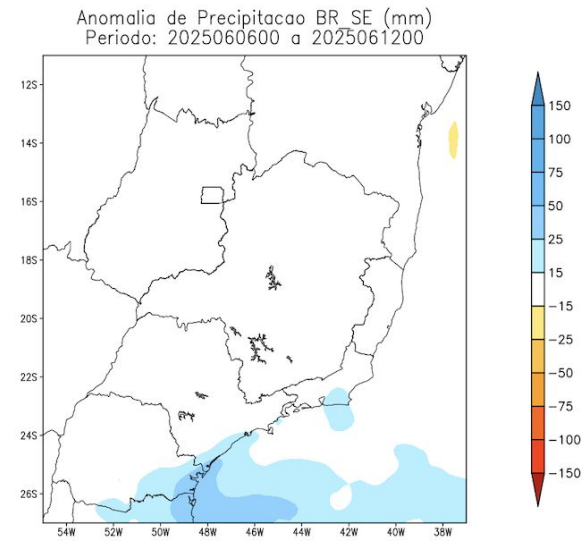 Anomalia de Precipitacao BR_SE (mm)
Periodo: 2025060600 a 2025061200
12S
14S
16S
18S
20S
22S
24S
26S
54W
52W
50W
48W
46W
44W
42W
40W
38W
150
100
75
50
25
15
-15
-25
-50
-75
-100
-150